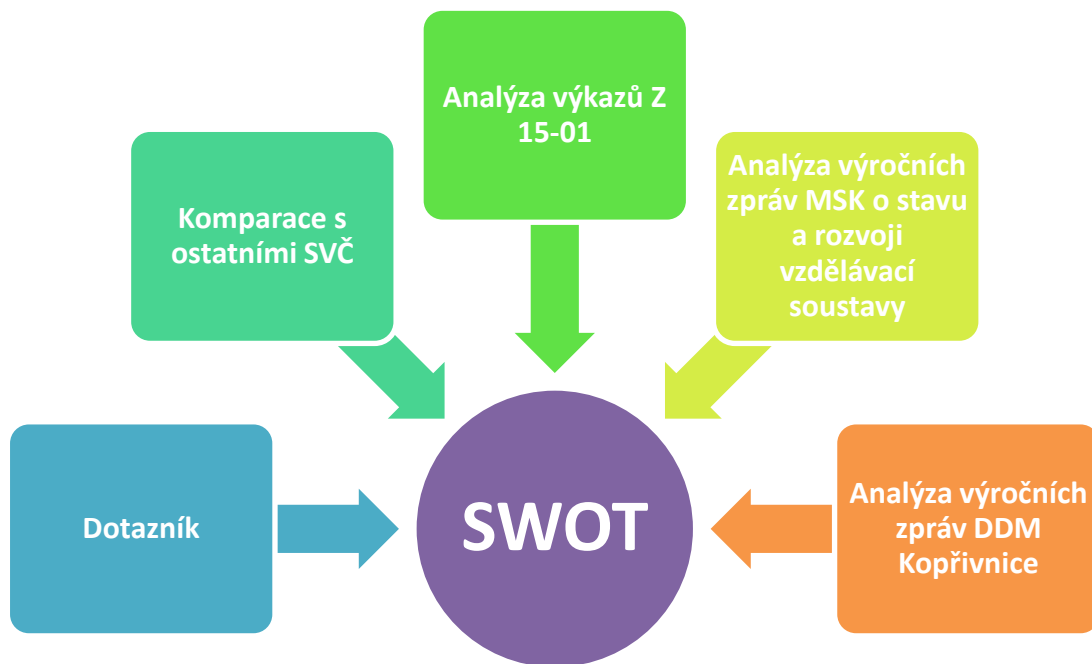 Analýza výkazů Z
15-01
Komparace s
ostatními SVČ
Analýza výročních
zpráv MSK o stavu
a rozvoji
vzdělávací
soustavy
Dotazník
SWOT
Analýza výročních
zpráv DDM
Kopřivnice